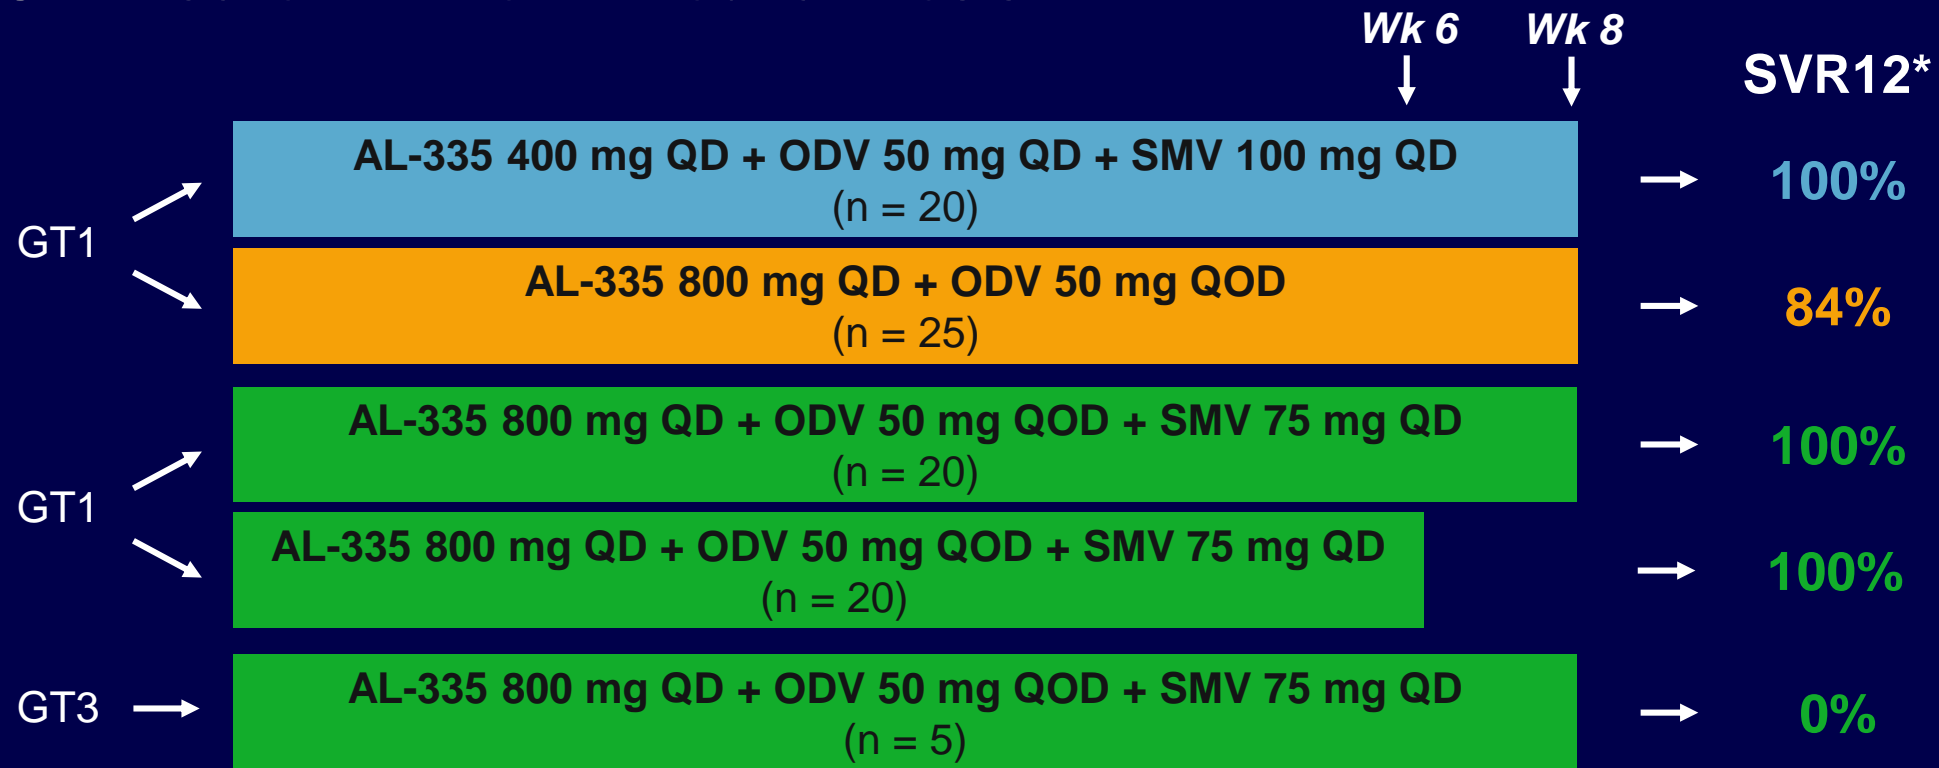 Wk 6 Wk 8
SVR12*
AL-335 400 mg QD + ODV 50 mg QD + SMV 100 mg QD
(n = 20)
100%
GT1
AL-335 800 mg QD + ODV 50 mg QOD
(n = 25)
84%
AL-335 800 mg QD + ODV 50 mg QOD + SMV 75 mg QD
(n = 20)
100%
GT1
AL-335 800 mg QD + ODV 50 mg QOD + SMV 75 mg QD
(n = 20)
100%
GT3
AL-335 800 mg QD + ODV 50 mg QOD + SMV 75 mg QD
(n = 5)
0%